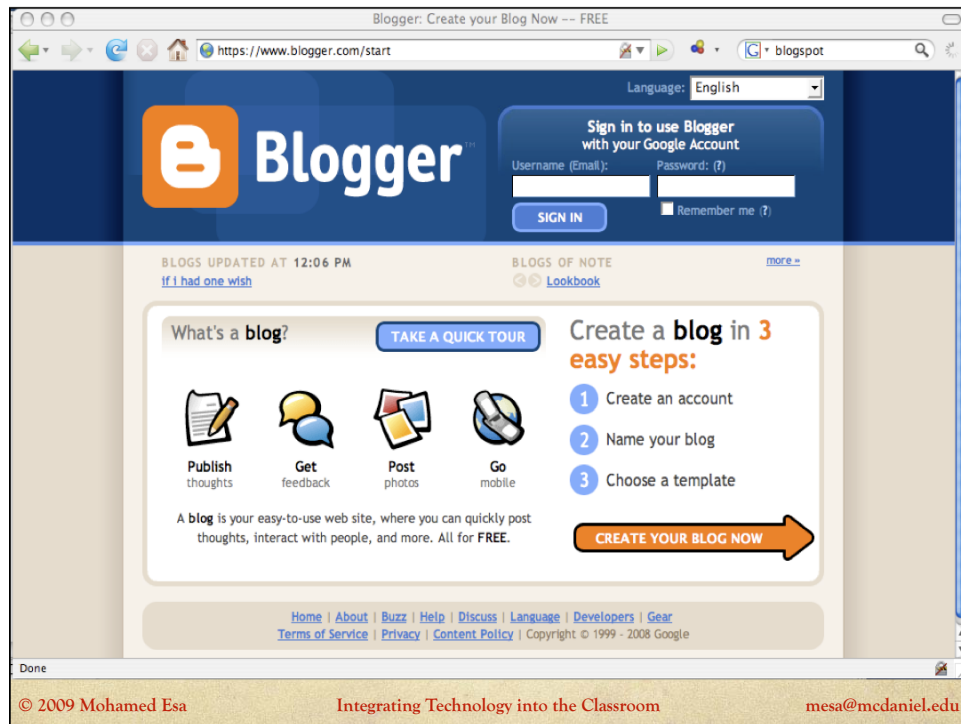 Blogger: Create your Blog Now -- FREE
https://www.blogger.com/start
G blogspot
Language: English
Blogger™
Sign in to use Blogger
with your Google Account
Username (Email): Password: (?)
SIGN IN
Remember me (?)
BLOGS UPDATED AT 12:06 PM
if i had one wish
BLOGS OF NOTE more »
Lookbook
What's a blog?
TAKE A QUICK TOUR
Publish
thoughts
Get
feedback
Post
photos
Go
mobile
A blog is your easy-to-use web site, where you can quickly post
thoughts, interact with people, and more. All for FREE.
Create a blog in 3
easy steps:
1 Create an account
2 Name your blog
3 Choose a template
CREATE YOUR BLOG NOW
Home | About | Buzz | Help | Discuss | Language | Developers | Gear
Terms of Service | Privacy | Content Policy | Copyright © 1999 - 2008 Google
Done
© 2009 Mohamed Esa Integrating Technology into the Classroom mesa@mcdaniel.edu